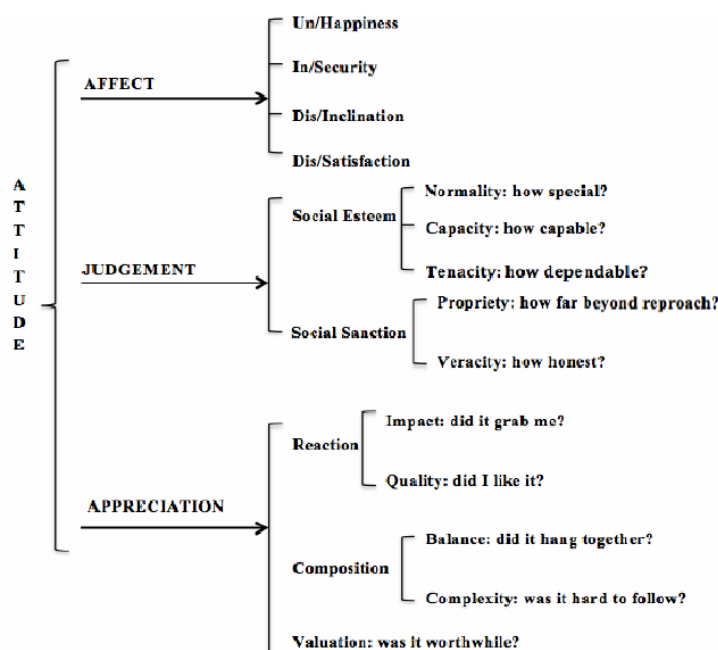 ATTITUDE
AFFECT
Un/Happiness
In/Security
Dis/Inclination
Dis/Satisfaction
JUDGEMENT
Social Esteem
Normality: how special?
Capacity: how capable?
Tenacity: how dependable?
Social Sanction
Propriety: how far beyond reproach?
Veracity: how honest?
APPRECIATION
Reaction
Impact: did it grab me?
Quality: did I like it?
Composition
Balance: did it hang together?
Complexity: was it hard to follow?
Valuation: was it worthwhile?